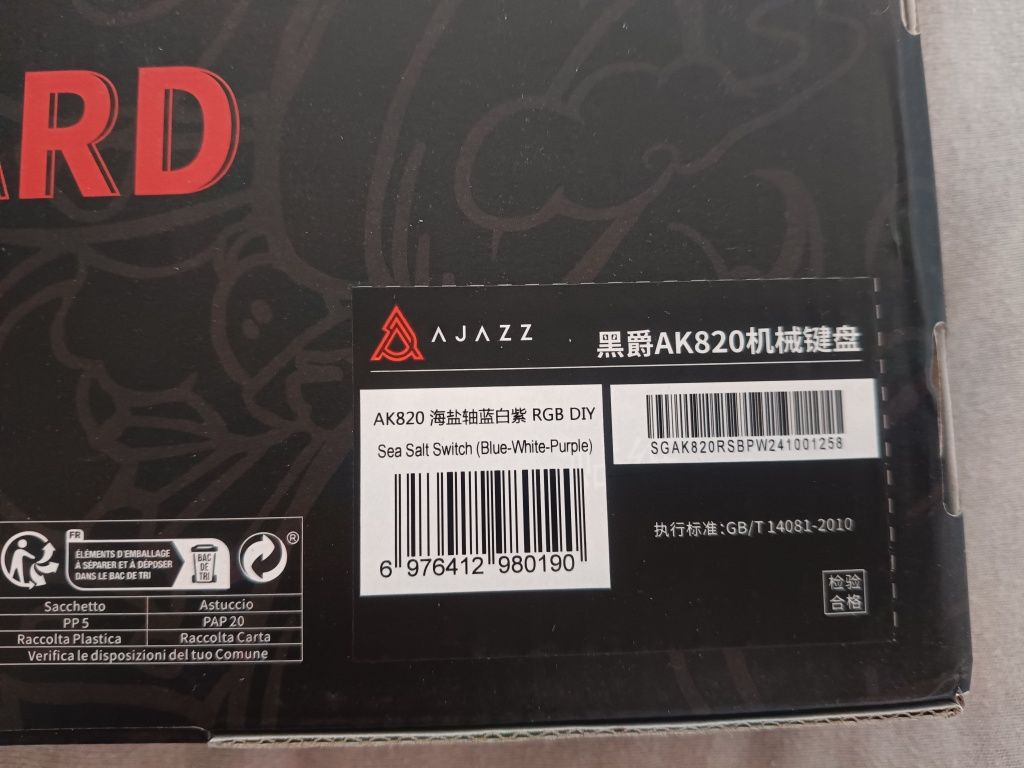 ARD
AJAZZ
黑爵AK820机械键盘
AK820 海盐轴蓝白紫 RGB DIY
Sea Salt Switch (Blue-White-Purple)
6 976412 980190
SGAK820RSBPW241001258
执行标准:GB/T 14081-2010
检验
合格
FR
ÉLÉMENTS D'EMBALLAGE
À SÉPARER ET À DÉPOSER
DANS LE BAC DE TRI
BAC
DE
TRI
®
Sacchetto Astuccio
PP 5 PAP 20
Raccolta Plastica Raccolta Carta
Verifica le disposizioni del tuo Comune